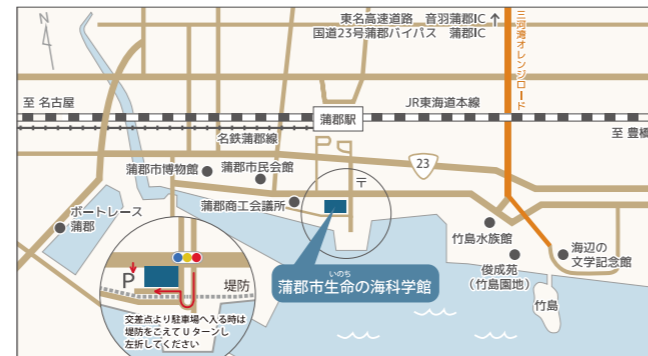 N
東名高速道路 音羽蒲郡IC ↑
国道23号蒲郡バイパス 蒲郡IC
三河湾オレンジロード
至 名古屋
JR東海道本線
蒲郡駅
名鉄蒲郡線
至 豊橋
23
蒲郡市博物館
蒲郡市民会館
〒
蒲郡商工会議所
ボートレース
蒲郡
竹島水族館
海辺の
文学記念館
俊成苑
(竹島園地)
竹島
いのち
蒲郡市生命の海科学館
P
堤防
交差点より駐車場へ入る時は
堤防をこえてUターンし
左折してください